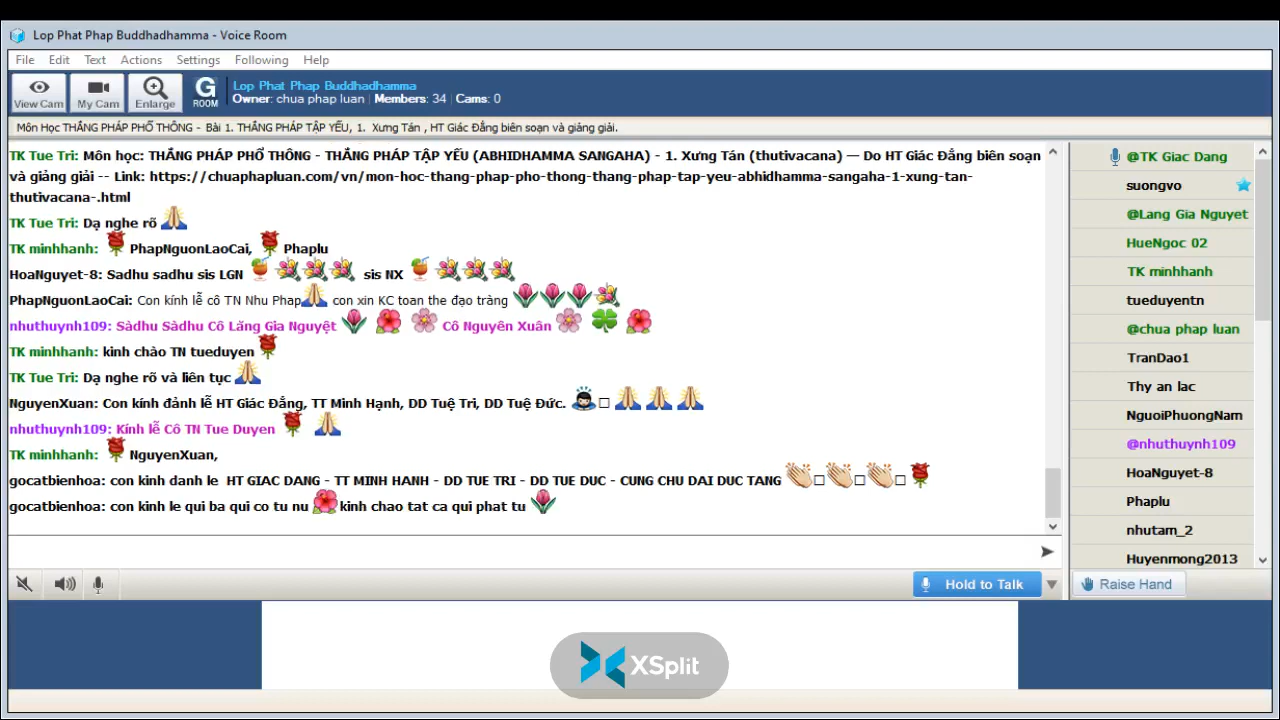 Lop Phat Phap Buddhadhamma - Voice Room
File Edit Text Actions Settings Following Help
View Cam My Cam Enlarge G ROOM
Lop Phat Phap Buddhadhamma
Owner: chua phap luan | Members: 34 | Cams: 0
Môn Học THẮNG PHÁP PHỔ THÔNG - Bài 1. THẮNG PHÁP TẬP YẾU, 1. Xưng Tán , HT Giác Đẳng biên soạn và giảng giải.
TK Tue Tri: Môn học: THẮNG PHÁP PHỔ THÔNG - THẮNG PHÁP TẬP YẾU (ABHIDHAMMA SANGAHA) - 1. Xưng Tán (thutivacana) — Do HT Giác Đẳng biên soạn
và giảng giải -- Link: https://chuaphapluan.com/vn/mon-hoc-thang-phap-pho-thong-thang-phap-tap-yeu-abhidhamma-sangaha-1-xung-tan-
thutivacana-.html
TK Tue Tri: Dạ nghe rõ 🙏
TK minhhanh: 🌹 PhapNguonLaoCai, 🌹 Phaplu
HoaNguyet-8: Sadhu sadhu sis LGN 🍹 💐 💐 💐 sis NX 🍹 💐 💐 💐
PhapNguonLaoCai: Con kính lễ cô TN Nhu Phap 🙏 con xin KC toan the đạo tràng 🌷 🌷 🌷 💐
nhuthuynh109: Sàdhu Sàdhu Cô Lăng Gia Nguyệt 🌷 🌺 🌸 Cô Nguyên Xuân 🌸 🍀 🌺
TK minhhanh: kinh chào TN tueduyen 🌹
TK Tue Tri: Dạ nghe rõ và liên tục 🙏
NguyenXuan: Con kính đảnh lễ HT Giác Đẳng, TT Minh Hạnh, DD Tuệ Tri, DD Tuệ Đức. 🙇 □ 🙏 🙏 🙏
nhuthuynh109: Kính lễ Cô TN Tue Duyen 🌹 🙏
TK minhhanh: 🌹 NguyenXuan,
gocatbienhoa: con kinh danh le HT GIAC DANG - TT MINH HANH - DD TUE TRI - DD TUE DUC - CUNG CHU DAI DUC TANG 👏□ 👏□ 👏□ 🌹
gocatbienhoa: con kinh le qui ba qui co tu nu 🌺 kinh chao tat ca qui phat tu 🌷
Hold to Talk
@TK Giac Dang
suongvo
@Lang Gia Nguyet
HueNgoc 02
TK minhhanh
tueduyentn
@chua phap luan
TranDao1
Thy an lac
NguoiPhuongNam
@nhuthuynh109
HoaNguyet-8
Phaplu
nhutam_2
Huyenmong2013
Raise Hand
XSplit